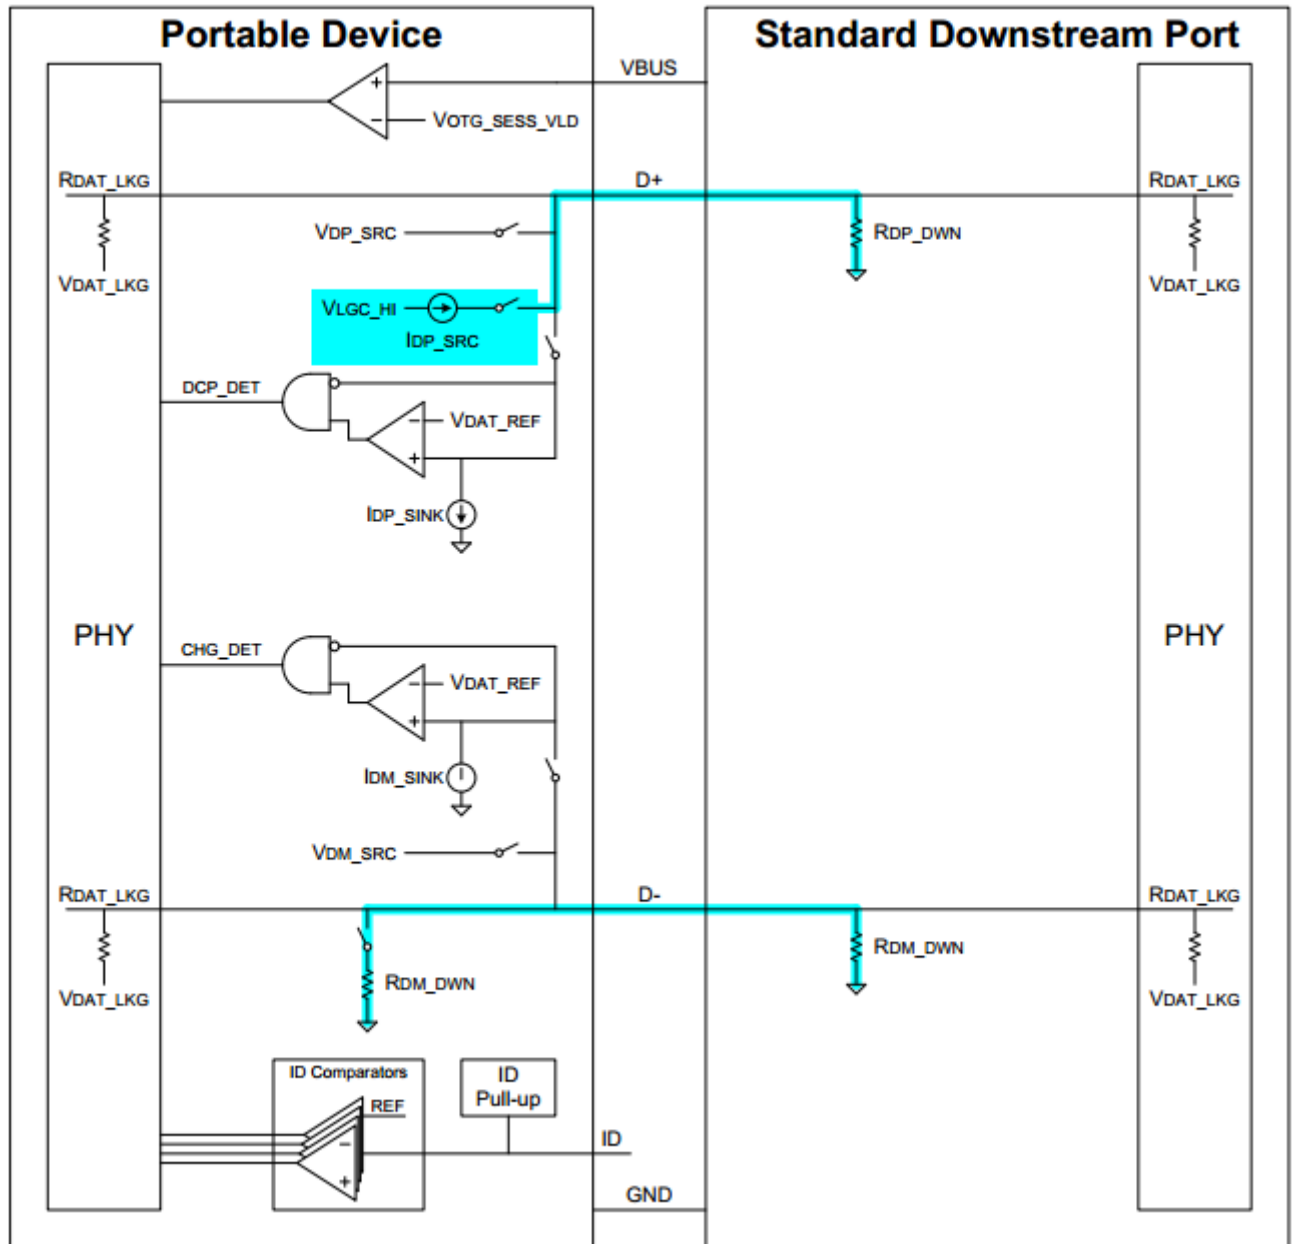 Portable Device
Standard Downstream Port
VBUS
VOTG_SESS_VLD
RDAT_LKG
D+
RDAT_LKG
VDP_SRC
RDP_DWN
VDAT_LKG
VLGC_HI
VDAT_LKG
IDP_SRC
DCP_DET
VDAT_REF
IDP_SINK
PHY
PHY
CHG_DET
VDAT_REF
IDM_SINK
VDM_SRC
RDAT_LKG
D-
RDAT_LKG
RDM_DWN
RDM_DWN
VDAT_LKG
VDAT_LKG
ID Comparators
REF
ID
Pull-up
ID
GND